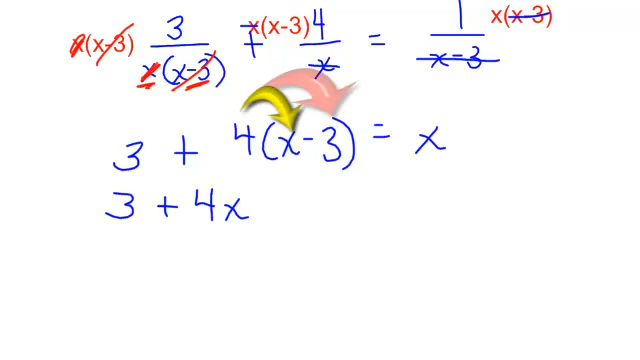 x(x-3) 3/(x(x-3)) + x(x-3) 4/x = 1/(x-3) x(x-3)
3 + 4(x-3) = x
3 + 4x